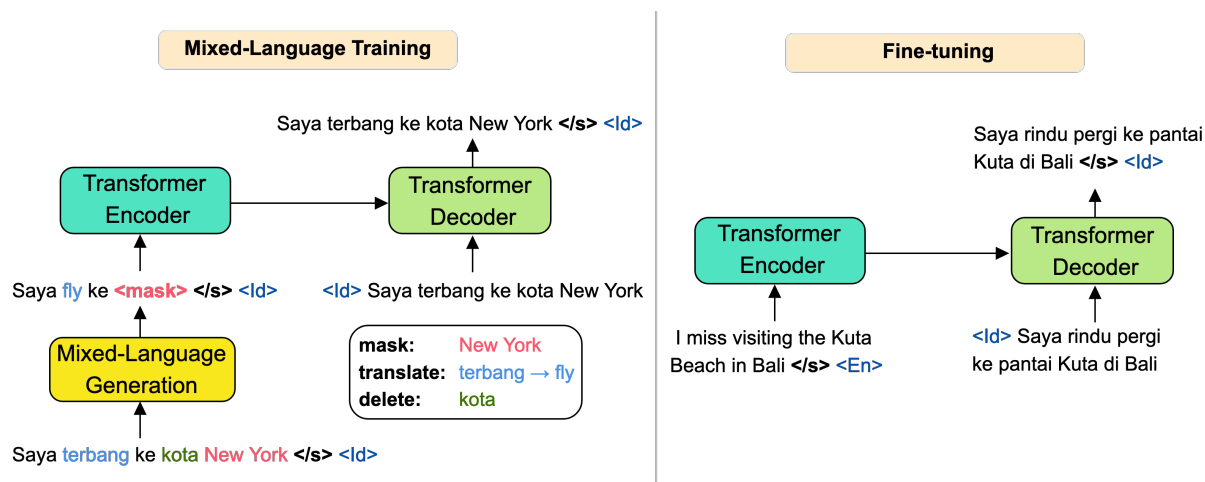 Mixed-Language Training
Saya terbang ke kota New York </s> <Id>
Transformer
Encoder
Transformer
Decoder
Saya fly ke <mask> </s> <Id>
<Id> Saya terbang ke kota New York
Mixed-Language
Generation
mask: New York
translate: terbang → fly
delete: kota
Saya terbang ke kota New York </s> <Id>
Fine-tuning
Saya rindu pergi ke pantai
Kuta di Bali </s> <Id>
Transformer
Encoder
Transformer
Decoder
I miss visiting the Kuta
Beach in Bali </s> <En>
<Id> Saya rindu pergi
ke pantai Kuta di Bali